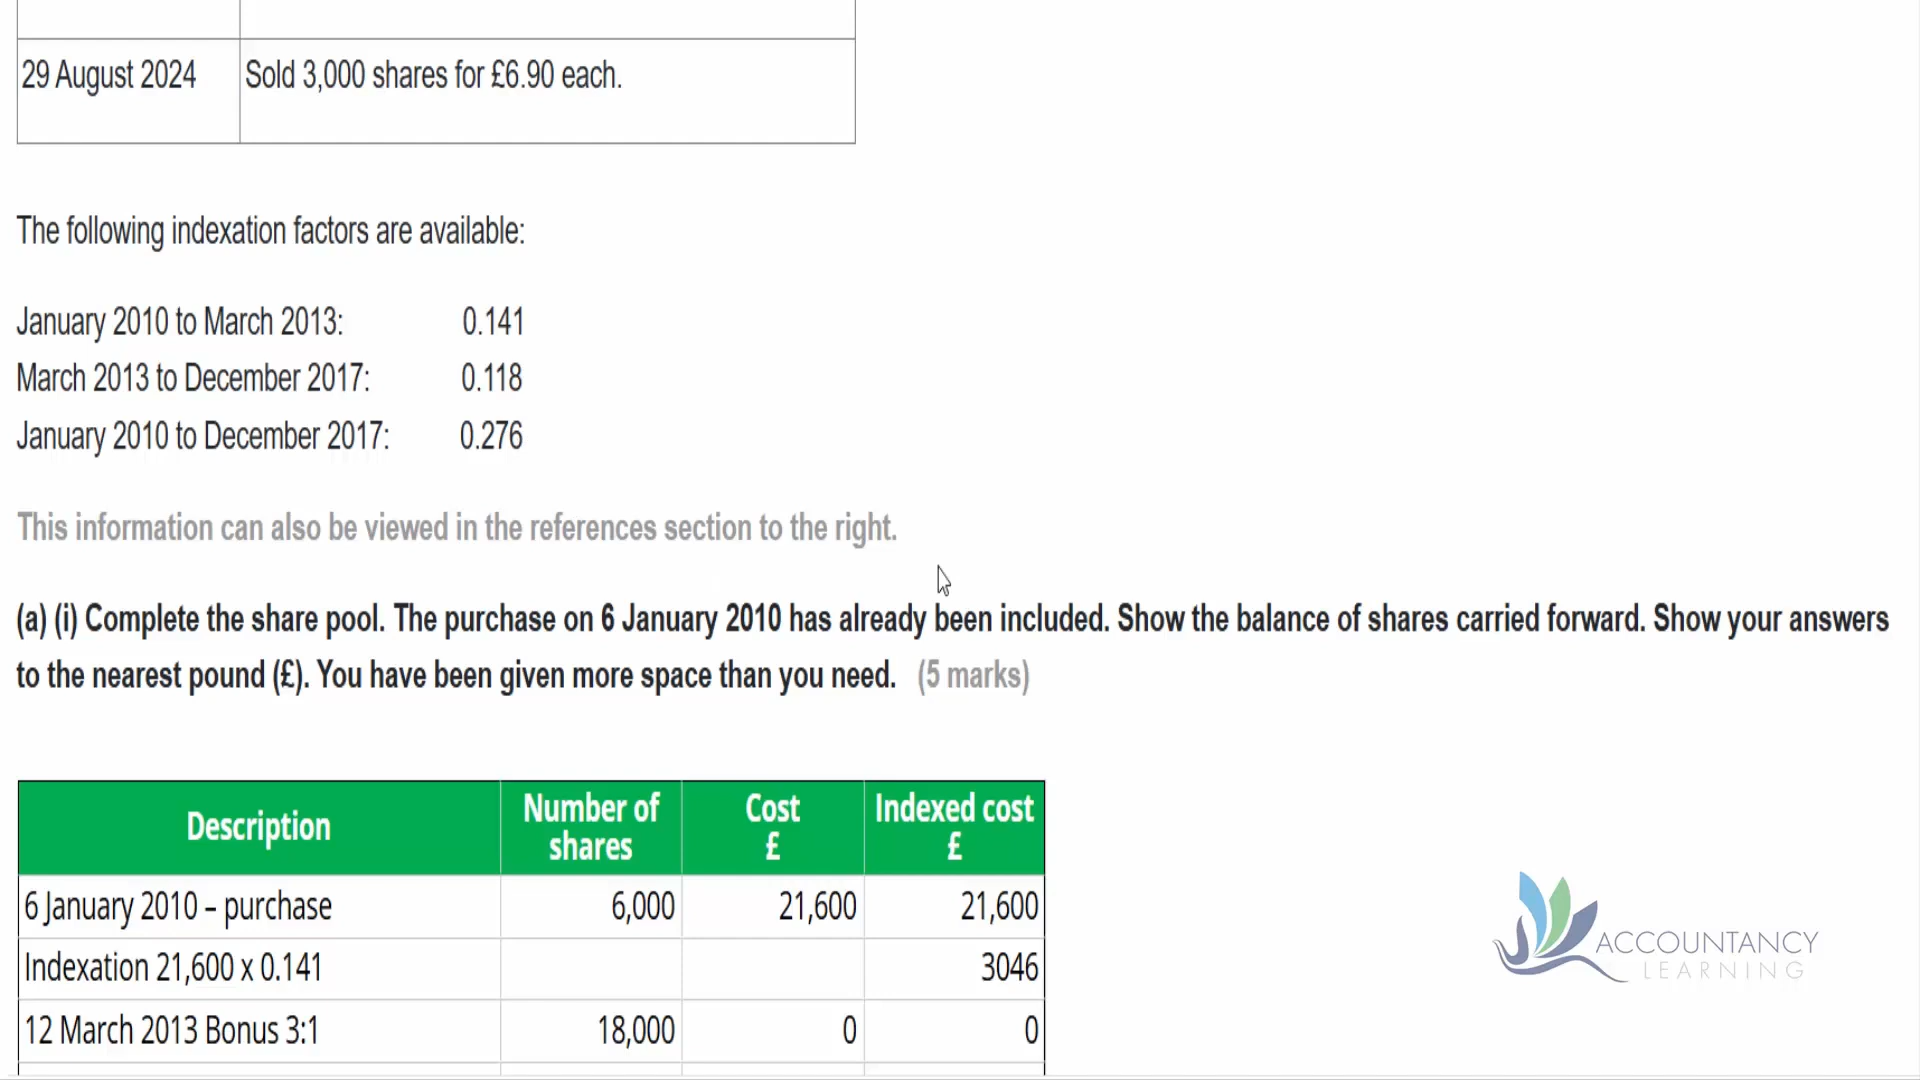 29 August 2024 Sold 3,000 shares for £6.90 each.
The following indexation factors are available:
January 2010 to March 2013: 0.141
March 2013 to December 2017: 0.118
January 2010 to December 2017: 0.276
This information can also be viewed in the references section to the right.
(a) (i) Complete the share pool. The purchase on 6 January 2010 has already been included. Show the balance of shares carried forward. Show your answers
to the nearest pound (£). You have been given more space than you need. (5 marks)
Description Number of shares Cost £ Indexed cost £
6 January 2010 – purchase 6,000 21,600 21,600
Indexation 21,600 x 0.141 3046
12 March 2013 Bonus 3:1 18,000 0 0
ACCOUNTANCY
LEARNING